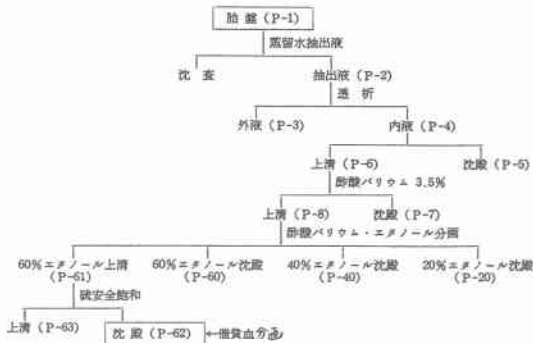 胎盤 (P-1)
蒸留水抽出液
沈査
抽出液 (P-2)
透析
外液 (P-3)
内液 (P-4)
上清 (P-6)
沈殿 (P-5)
酢酸バリウム 3.5%
上清 (P-8)
沈殿 (P-7)
酢酸バリウム・エタノール分画
60%エタノール上清
(P-61)
60%エタノール沈殿
(P-60)
40%エタノール沈殿
(P-40)
20%エタノール沈殿
(P-20)
硫安全飽和
上清 (P-63)
沈殿 (P-62)
←催貧血分画